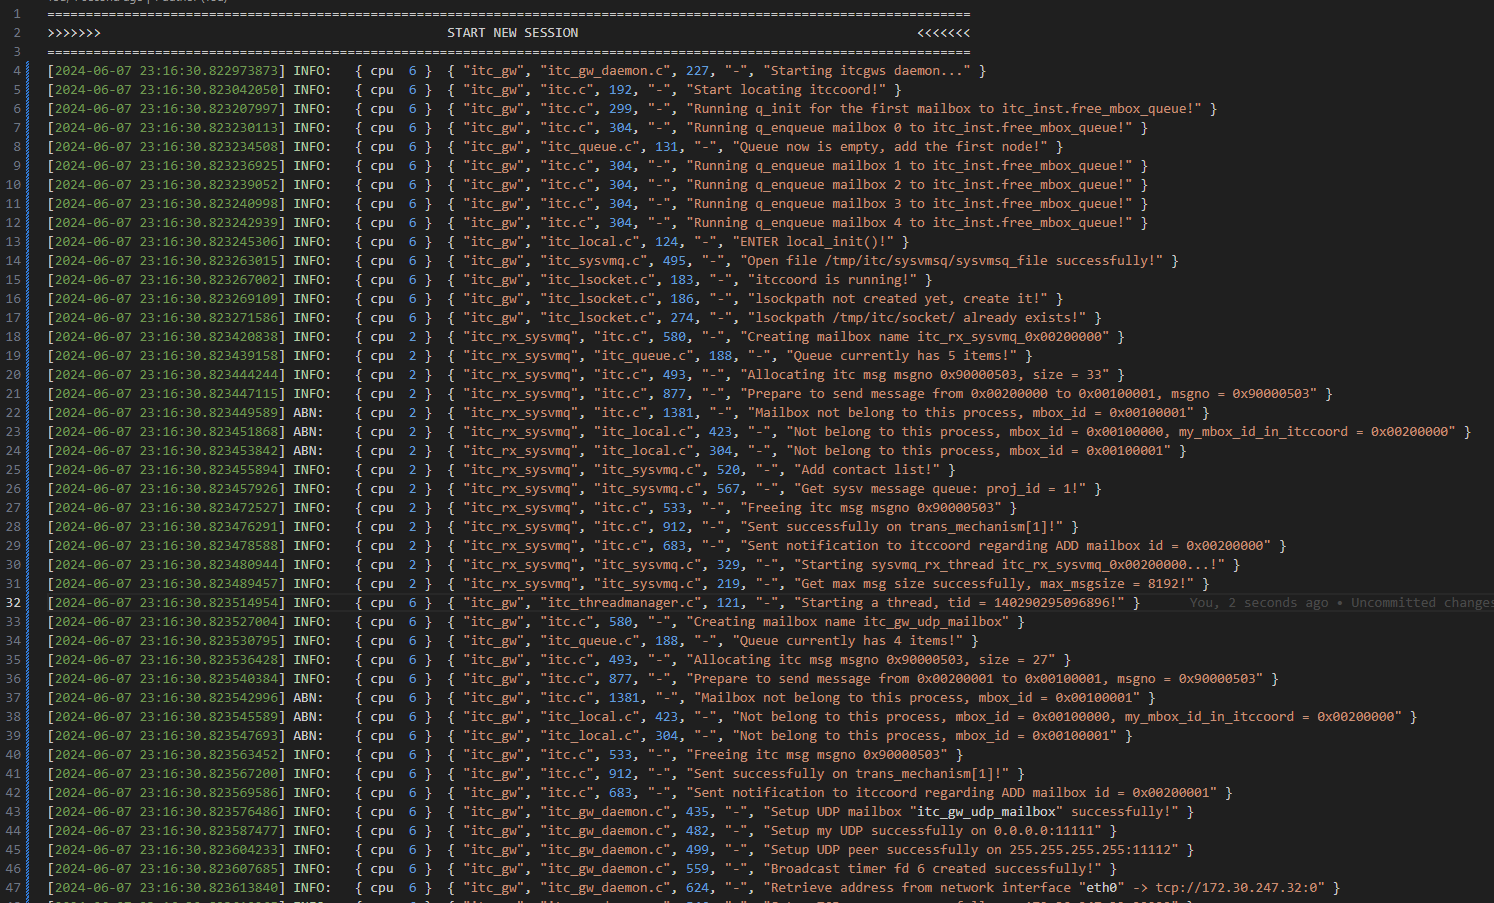 1 ====================================================================================================
2 >>>>>>> START NEW SESSION <<<<<<<
3 ====================================================================================================
4 [2024-06-07 23:16:30.822973873] INFO: { cpu 6 } { "itc_gw", "itc_gw_daemon.c", 227, "-", "Starting itcgws daemon..." }
5 [2024-06-07 23:16:30.823042050] INFO: { cpu 6 } { "itc_gw", "itc.c", 192, "-", "Start locating itccoord!" }
6 [2024-06-07 23:16:30.823207997] INFO: { cpu 6 } { "itc_gw", "itc.c", 299, "-", "Running q_init for the first mailbox to itc_inst.free_mbox_queue!" }
7 [2024-06-07 23:16:30.823230113] INFO: { cpu 6 } { "itc_gw", "itc.c", 304, "-", "Running q_enqueue mailbox 0 to itc_inst.free_mbox_queue!" }
8 [2024-06-07 23:16:30.823234508] INFO: { cpu 6 } { "itc_gw", "itc_queue.c", 131, "-", "Queue now is empty, add the first node!" }
9 [2024-06-07 23:16:30.823236925] INFO: { cpu 6 } { "itc_gw", "itc.c", 304, "-", "Running q_enqueue mailbox 1 to itc_inst.free_mbox_queue!" }
10 [2024-06-07 23:16:30.823239052] INFO: { cpu 6 } { "itc_gw", "itc.c", 304, "-", "Running q_enqueue mailbox 2 to itc_inst.free_mbox_queue!" }
11 [2024-06-07 23:16:30.823240998] INFO: { cpu 6 } { "itc_gw", "itc.c", 304, "-", "Running q_enqueue mailbox 3 to itc_inst.free_mbox_queue!" }
12 [2024-06-07 23:16:30.823242939] INFO: { cpu 6 } { "itc_gw", "itc.c", 304, "-", "Running q_enqueue mailbox 4 to itc_inst.free_mbox_queue!" }
13 [2024-06-07 23:16:30.823245306] INFO: { cpu 6 } { "itc_gw", "itc_local.c", 124, "-", "ENTER local_init()!" }
14 [2024-06-07 23:16:30.823263015] INFO: { cpu 6 } { "itc_gw", "itc_sysvmq.c", 495, "-", "Open file /tmp/itc/sysvmsq/sysvmsq_file successfully!" }
15 [2024-06-07 23:16:30.823267002] INFO: { cpu 6 } { "itc_gw", "itc_lsocket.c", 183, "-", "itccoord is running!" }
16 [2024-06-07 23:16:30.823269109] INFO: { cpu 6 } { "itc_gw", "itc_lsocket.c", 186, "-", "lsockpath not created yet, create it!" }
17 [2024-06-07 23:16:30.823271586] INFO: { cpu 6 } { "itc_gw", "itc_lsocket.c", 274, "-", "lsockpath /tmp/itc/socket/ already exists!" }
18 [2024-06-07 23:16:30.823420838] INFO: { cpu 2 } { "itc_rx_sysvmq", "itc.c", 580, "-", "Creating mailbox name itc_rx_sysvmq_0x00200000" }
19 [2024-06-07 23:16:30.823439158] INFO: { cpu 2 } { "itc_rx_sysvmq", "itc_queue.c", 188, "-", "Queue currently has 5 items!" }
20 [2024-06-07 23:16:30.823444244] INFO: { cpu 2 } { "itc_rx_sysvmq", "itc.c", 493, "-", "Allocating itc msg msgno 0x90000503, size = 33" }
21 [2024-06-07 23:16:30.823447115] INFO: { cpu 2 } { "itc_rx_sysvmq", "itc.c", 877, "-", "Prepare to send message from 0x00200000 to 0x00100001, msgno = 0x90000503" }
22 [2024-06-07 23:16:30.823449589] ABN: { cpu 2 } { "itc_rx_sysvmq", "itc.c", 1381, "-", "Mailbox not belong to this process, mbox_id = 0x00100001" }
23 [2024-06-07 23:16:30.823451868] ABN: { cpu 2 } { "itc_rx_sysvmq", "itc_local.c", 423, "-", "Not belong to this process, mbox_id = 0x00100000, my_mbox_id_in_itccoord = 0x00200000" }
24 [2024-06-07 23:16:30.823453842] ABN: { cpu 2 } { "itc_rx_sysvmq", "itc_local.c", 304, "-", "Not belong to this process, mbox_id = 0x00100001" }
25 [2024-06-07 23:16:30.823455894] INFO: { cpu 2 } { "itc_rx_sysvmq", "itc_sysvmq.c", 520, "-", "Add contact list!" }
26 [2024-06-07 23:16:30.823457926] INFO: { cpu 2 } { "itc_rx_sysvmq", "itc_sysvmq.c", 567, "-", "Get sysv message queue: proj_id = 1!" }
27 [2024-06-07 23:16:30.823472527] INFO: { cpu 2 } { "itc_rx_sysvmq", "itc.c", 533, "-", "Freeing itc msg msgno 0x90000503" }
28 [2024-06-07 23:16:30.823476291] INFO: { cpu 2 } { "itc_rx_sysvmq", "itc.c", 912, "-", "Sent successfully on trans_mechanism[1]!" }
29 [2024-06-07 23:16:30.823478588] INFO: { cpu 2 } { "itc_rx_sysvmq", "itc.c", 683, "-", "Sent notification to itccoord regarding ADD mailbox id = 0x00200000" }
30 [2024-06-07 23:16:30.823480944] INFO: { cpu 2 } { "itc_rx_sysvmq", "itc_sysvmq.c", 329, "-", "Starting sysvmq_rx_thread itc_rx_sysvmq_0x00200000...!" }
31 [2024-06-07 23:16:30.823489457] INFO: { cpu 2 } { "itc_rx_sysvmq", "itc_sysvmq.c", 219, "-", "Get max msg size successfully, max_msgsize = 8192!" }
32 [2024-06-07 23:16:30.823514954] INFO: { cpu 6 } { "itc_gw", "itc_threadmanager.c", 121, "-", "Starting a thread, tid = 140290295096896!" } You, 2 seconds ago • Uncommitted changes
33 [2024-06-07 23:16:30.823527004] INFO: { cpu 6 } { "itc_gw", "itc.c", 580, "-", "Creating mailbox name itc_gw_udp_mailbox" }
34 [2024-06-07 23:16:30.823530795] INFO: { cpu 6 } { "itc_gw", "itc_queue.c", 188, "-", "Queue currently has 4 items!" }
35 [2024-06-07 23:16:30.823536428] INFO: { cpu 6 } { "itc_gw", "itc.c", 493, "-", "Allocating itc msg msgno 0x90000503, size = 27" }
36 [2024-06-07 23:16:30.823540384] INFO: { cpu 6 } { "itc_gw", "itc.c", 877, "-", "Prepare to send message from 0x00200001 to 0x00100001, msgno = 0x90000503" }
37 [2024-06-07 23:16:30.823542996] ABN: { cpu 6 } { "itc_gw", "itc.c", 1381, "-", "Mailbox not belong to this process, mbox_id = 0x00100001" }
38 [2024-06-07 23:16:30.823545589] ABN: { cpu 6 } { "itc_gw", "itc_local.c", 423, "-", "Not belong to this process, mbox_id = 0x00100000, my_mbox_id_in_itccoord = 0x00200000" }
39 [2024-06-07 23:16:30.823547693] ABN: { cpu 6 } { "itc_gw", "itc_local.c", 304, "-", "Not belong to this process, mbox_id = 0x00100001" }
40 [2024-06-07 23:16:30.823563452] INFO: { cpu 6 } { "itc_gw", "itc.c", 533, "-", "Freeing itc msg msgno 0x90000503" }
41 [2024-06-07 23:16:30.823567200] INFO: { cpu 6 } { "itc_gw", "itc.c", 912, "-", "Sent successfully on trans_mechanism[1]!" }
42 [2024-06-07 23:16:30.823569586] INFO: { cpu 6 } { "itc_gw", "itc.c", 683, "-", "Sent notification to itccoord regarding ADD mailbox id = 0x00200001" }
43 [2024-06-07 23:16:30.823576486] INFO: { cpu 6 } { "itc_gw", "itc_gw_daemon.c", 435, "-", "Setup UDP mailbox "itc_gw_udp_mailbox" successfully!" }
44 [2024-06-07 23:16:30.823587477] INFO: { cpu 6 } { "itc_gw", "itc_gw_daemon.c", 482, "-", "Setup my UDP successfully on 0.0.0.0:11111" }
45 [2024-06-07 23:16:30.823604233] INFO: { cpu 6 } { "itc_gw", "itc_gw_daemon.c", 499, "-", "Setup UDP peer successfully on 255.255.255.255:11112" }
46 [2024-06-07 23:16:30.823607685] INFO: { cpu 6 } { "itc_gw", "itc_gw_daemon.c", 559, "-", "Broadcast timer fd 6 created successfully!" }
47 [2024-06-07 23:16:30.823613840] INFO: { cpu 6 } { "itc_gw", "itc_gw_daemon.c", 624, "-", "Retrieve address from network interface "eth0" -> tcp://172.30.247.32:0" }